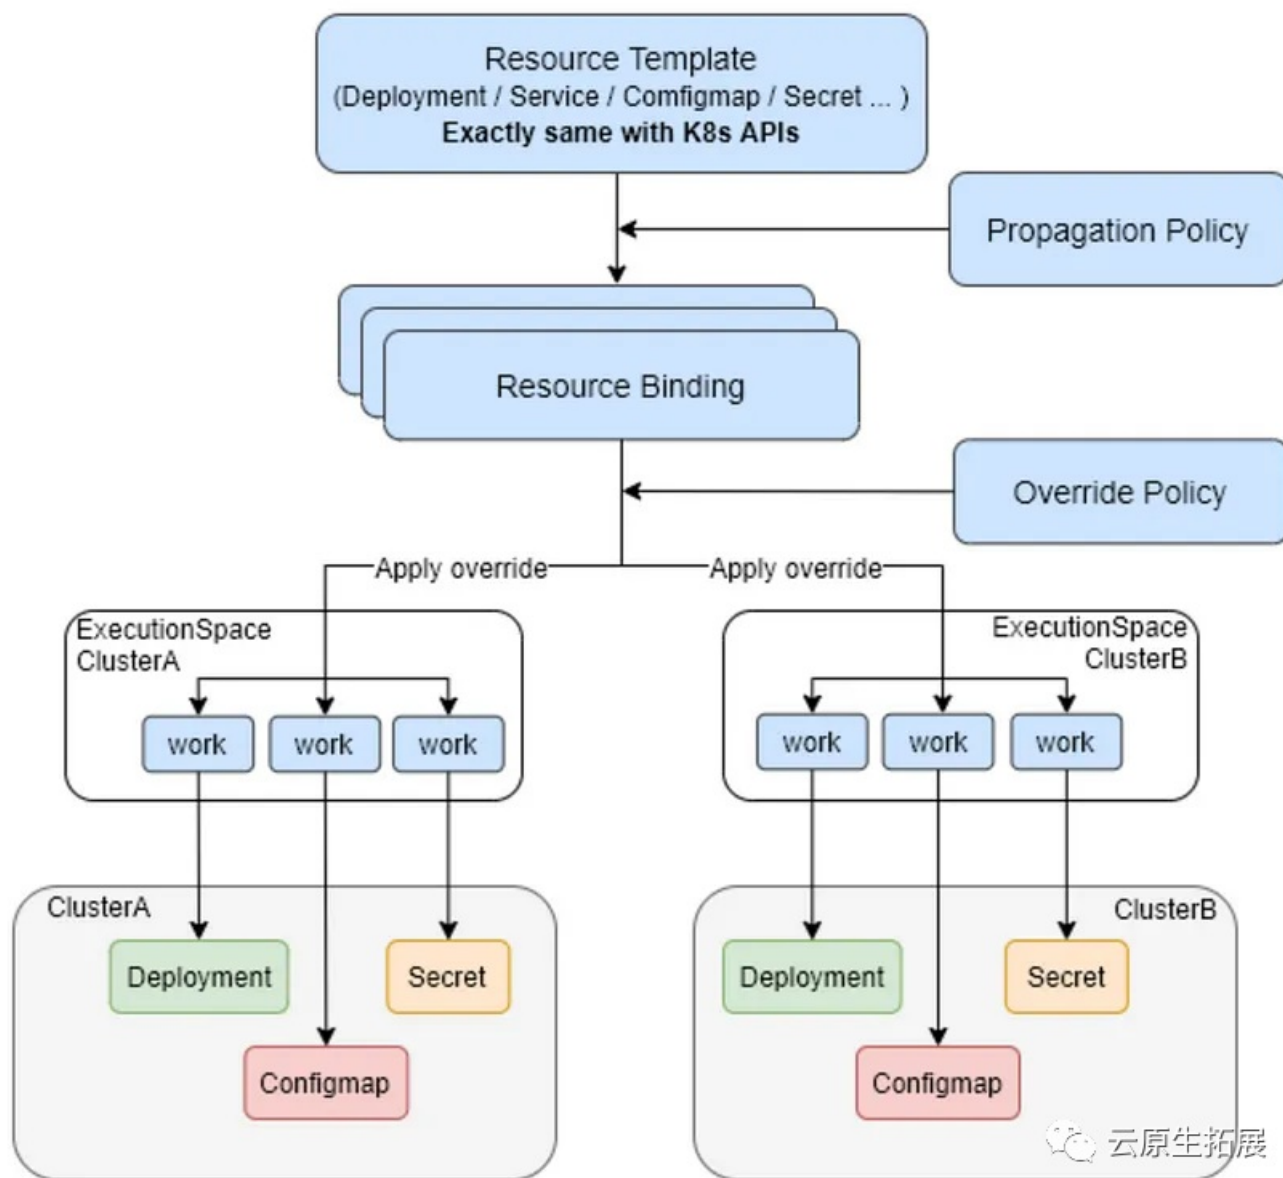 Resource Template
(Deployment / Service / Comfigmap / Secret ... )
Exactly same with K8s APIs
Propagation Policy
Resource Binding
Override Policy
Apply override
Apply override
ExecutionSpace
ClusterA
ExecutionSpace
ClusterB
work
work
work
work
work
work
ClusterA
ClusterB
Deployment
Secret
Deployment
Secret
Configmap
Configmap
云原生拓展